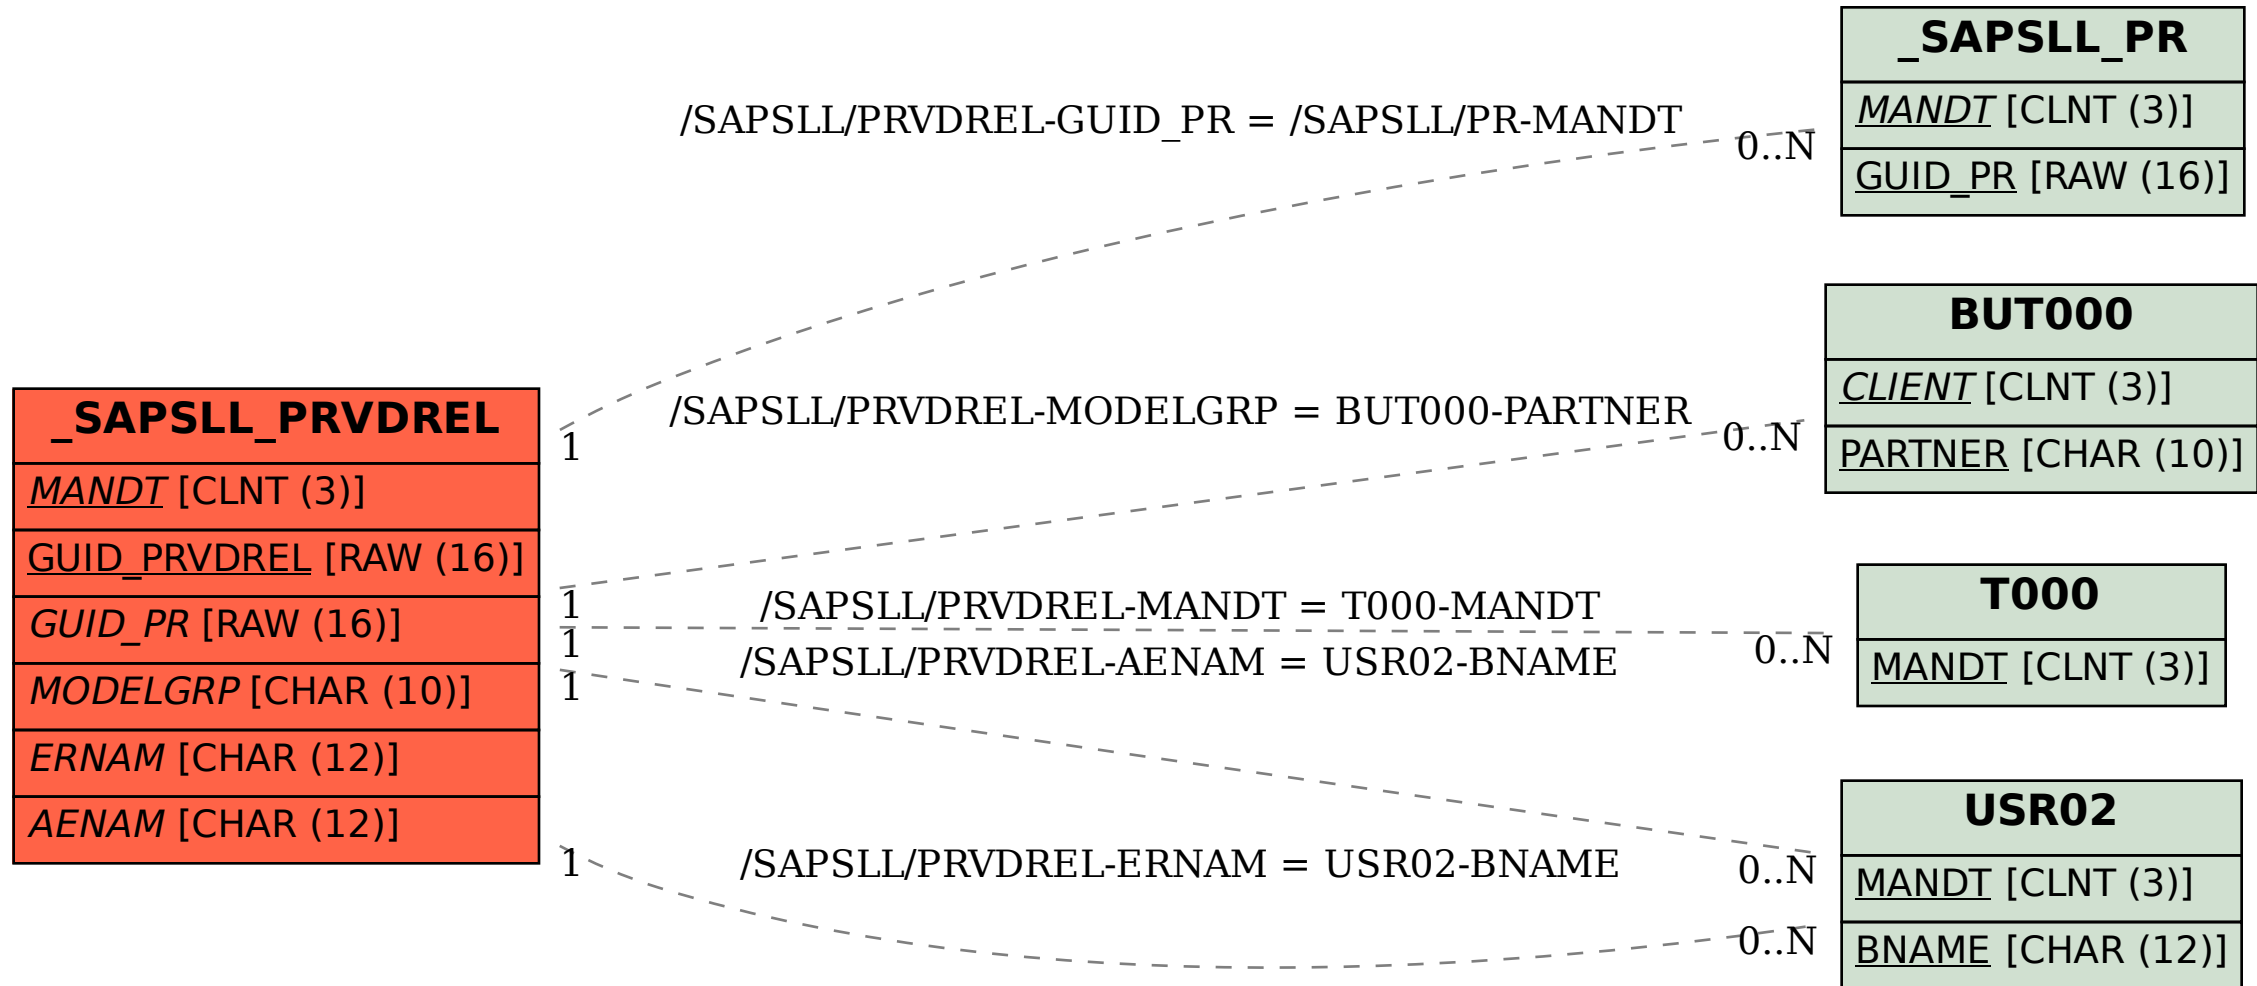 _SAPSLL_PR
MANDT [CLNT (3)]
GUID_PR [RAW (16)]
/SAPSLL/PRVDREL-GUID_PR = /SAPSLL/PR-MANDT
0..N
1
BUT000
CLIENT [CLNT (3)]
PARTNER [CHAR (10)]
/SAPSLL/PRVDREL-MODELGRP = BUT000-PARTNER
0..N
1
_SAPSLL_PRVDREL
MANDT [CLNT (3)]
GUID_PRVDREL [RAW (16)]
GUID_PR [RAW (16)]
MODELGRP [CHAR (10)]
ERNAM [CHAR (12)]
AENAM [CHAR (12)]
/SAPSLL/PRVDREL-MANDT = T000-MANDT
1
0..N
T000
MANDT [CLNT (3)]
/SAPSLL/PRVDREL-AENAM = USR02-BNAME
1
0..N
USR02
MANDT [CLNT (3)]
BNAME [CHAR (12)]
/SAPSLL/PRVDREL-ERNAM = USR02-BNAME
1
0..N